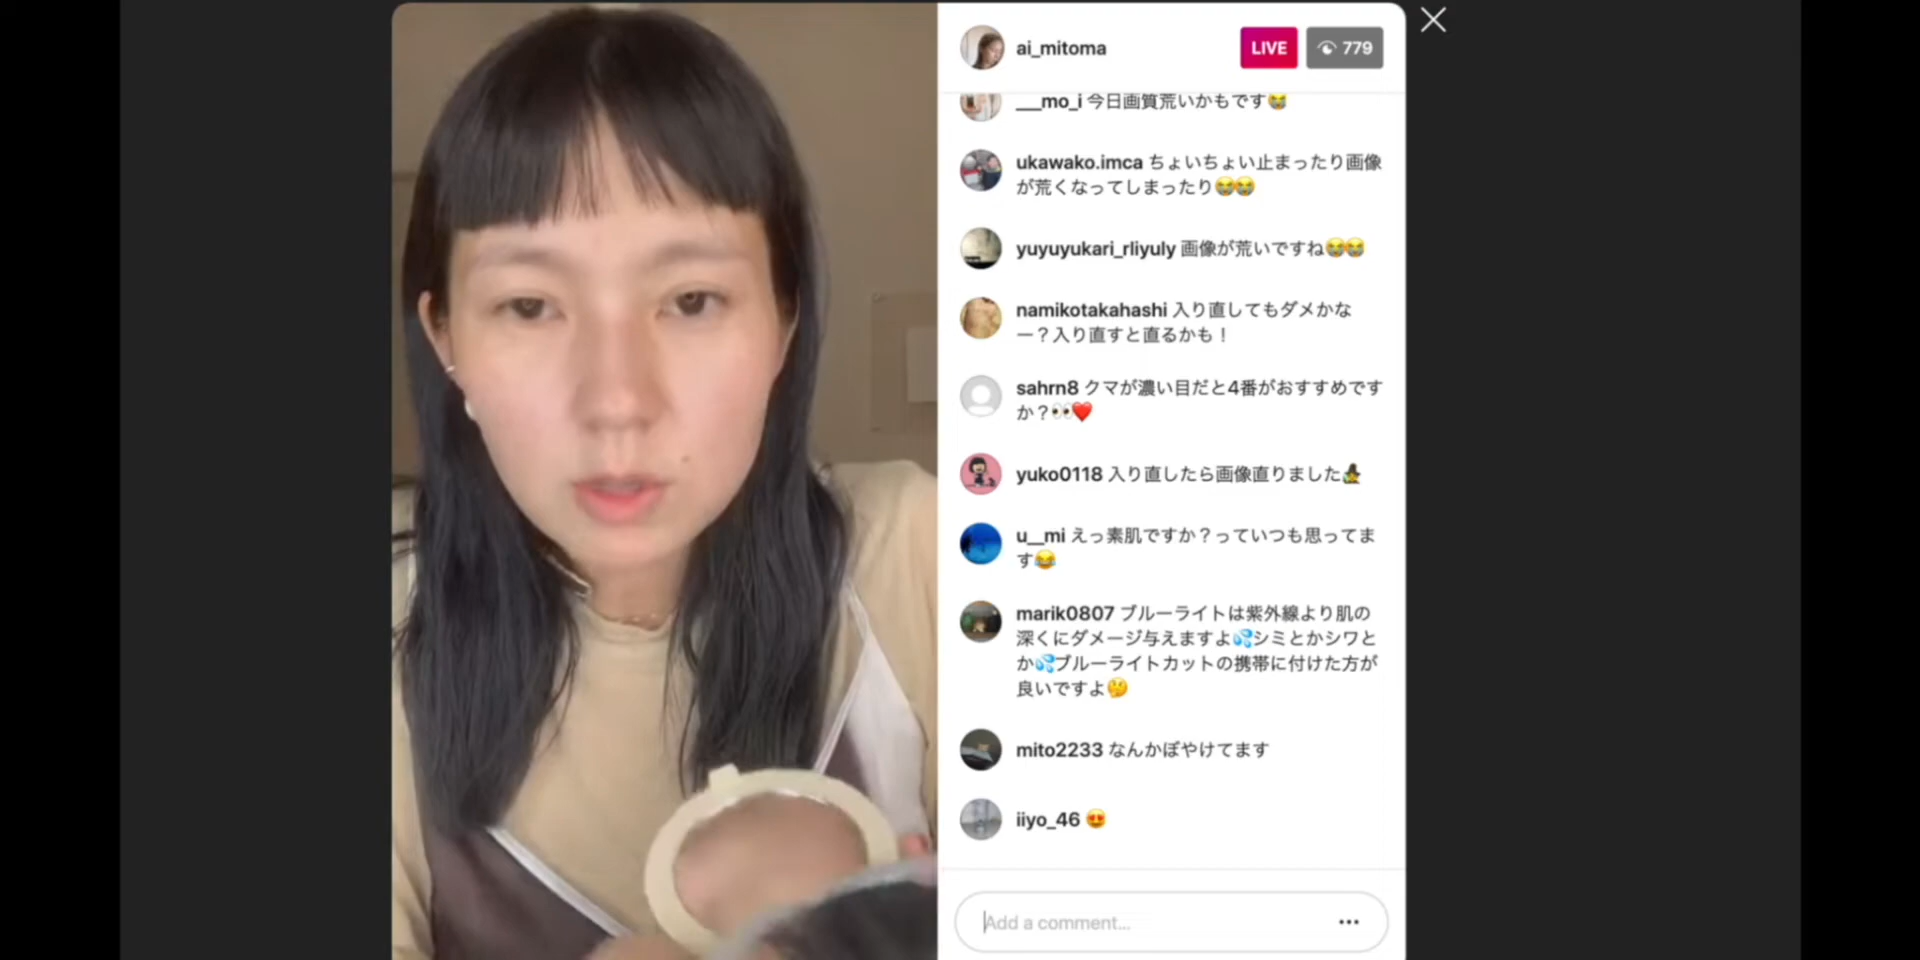 ai_mitoma
LIVE
779
___mo_i 今日画質荒いかもです😭
ukawako.imca ちょいちょい止まったり画像
が荒くなってしまったり😭😭
yuyuyukari_rliyuly 画像が荒いですね😭😭
namikotakahashi 入り直してもダメかな
ー？入り直すと直るかも！
sahrn8 クマが濃い目だと4番がおすすめです
か？👀❤️
yuko0118 入り直したら画像直りました
u__mi えっ素肌ですか？っていつも思ってま
す😂
marik0807 ブルーライトは紫外線より肌の
深くにダメージ与えますよ💦シミとかシワと
か💦ブルーライトカットの携帯に付けた方が
良いですよ🤔
mito2233 なんかぼやけてます
iiyo_46 😍
Add a comment...